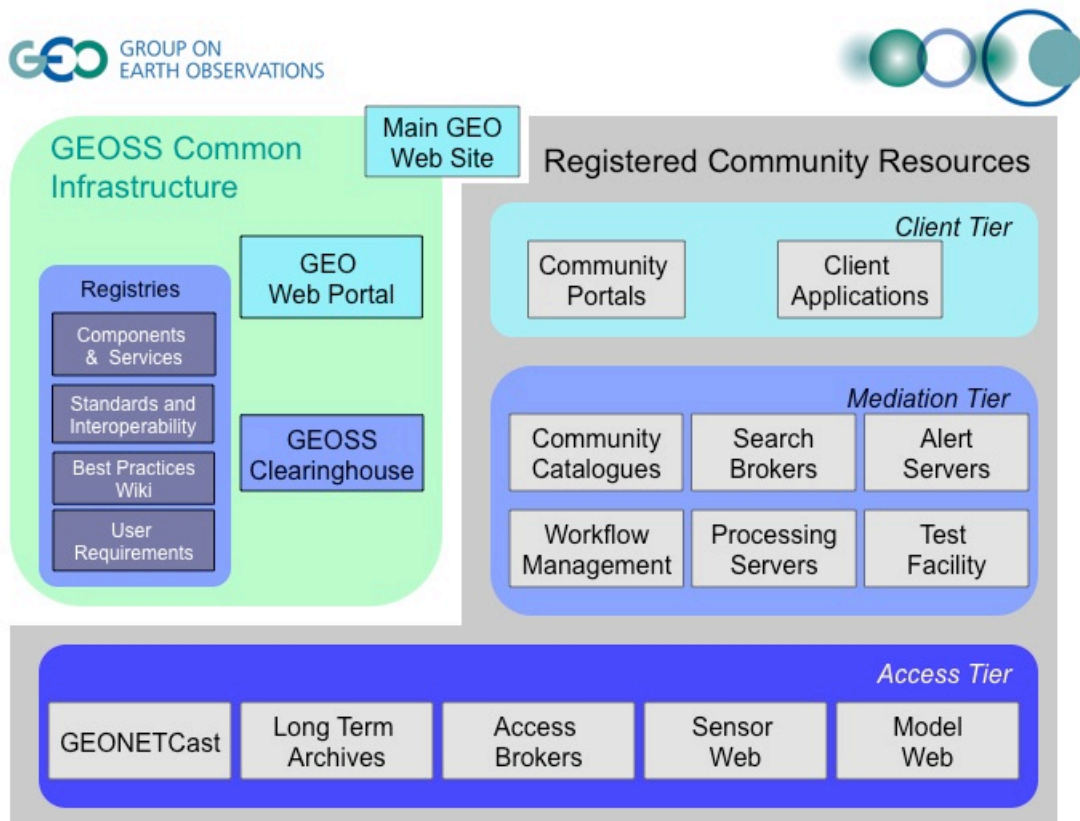 GEO
GROUP ON
EARTH OBSERVATIONS
Main GEO
Web Site
GEOSS Common
Infrastructure
Registries
Components
& Services
Standards and
Interoperability
Best Practices
Wiki
User
Requirements
GEO
Web Portal
GEOSS
Clearinghouse
Registered Community Resources
Client Tier
Community
Portals
Client
Applications
Mediation Tier
Community
Catalogues
Search
Brokers
Alert
Servers
Workflow
Management
Processing
Servers
Test
Facility
Access Tier
GEONETCast
Long Term
Archives
Access
Brokers
Sensor
Web
Model
Web